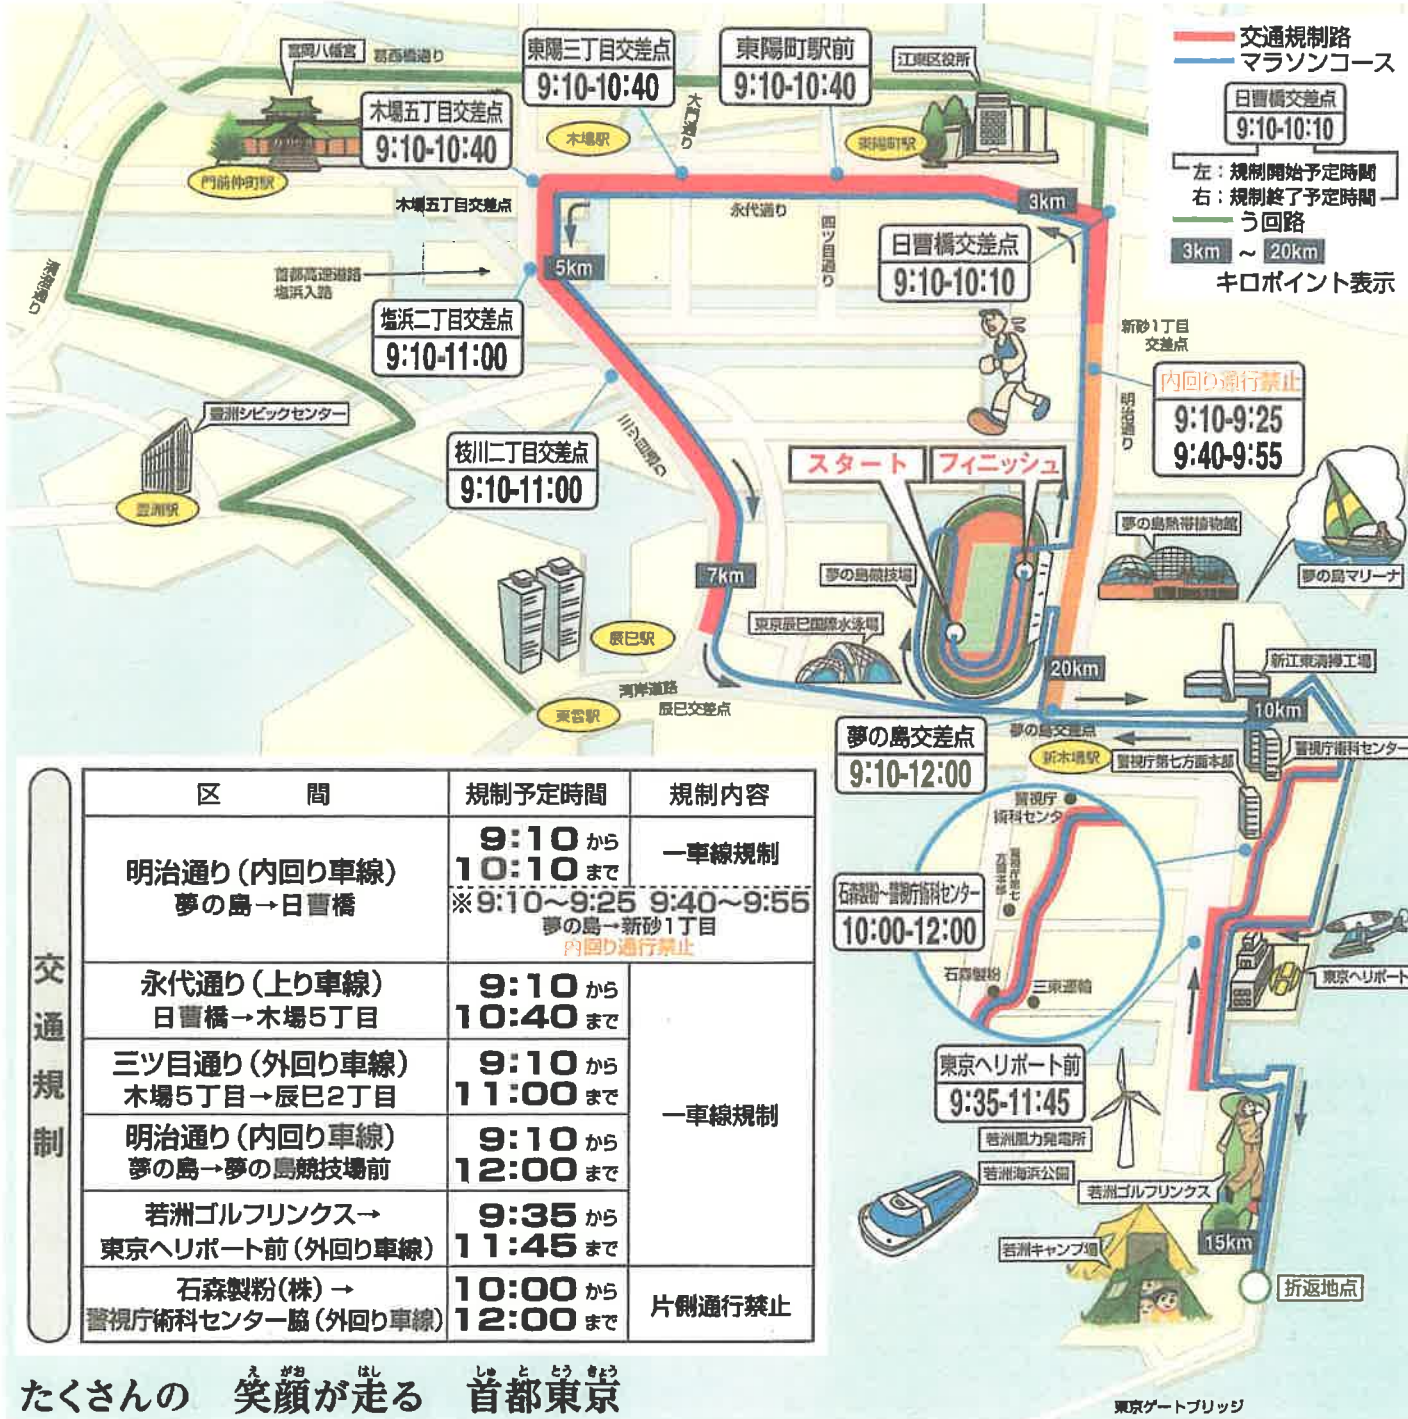 富岡八幡宮
葛西橋通り
東陽三丁目交差点
9:10-10:40
東陽町駅前
9:10-10:40
江東区役所
交通規制路
マラソンコース
日曹橋交差点
9:10-10:10
左：規制開始予定時間
右：規制終了予定時間
う回路
3km ～ 20km
キロポイント表示
木場五丁目交差点
9:10-10:40
木場駅
大門通り
東陽町駅
門前仲町駅
木場五丁目交差点
永代通り
3km
四ツ目通り
日曹橋交差点
9:10-10:10
5km
首都高速道路
塩浜入路
清澄通り
塩浜二丁目交差点
9:10-11:00
新砂1丁目
交差点
内回り通行禁止
9:10-9:25
9:40-9:55
明治通り
豊洲シビックセンター
三ツ目通り
枝川二丁目交差点
9:10-11:00
スタート
フィニッシュ
豊洲駅
夢の島熱帯植物館
夢の島マリーナ
7km
夢の島競技場
辰巳駅
東京辰巳国際水泳場
20km
新江東清掃工場
湾岸道路
辰巳交差点
東雲駅
10km
夢の島交差点
9:10-12:00
夢の島交差点
新木場駅
警視庁第七方面本部
警視庁術科センター
警視庁
術科センタ
警視庁第七
方面本部
石森製粉～警視庁術科センター
10:00-12:00
石森製粉
三東運輸
東京ヘリポート
東京ヘリポート前
9:35-11:45
若洲風力発電所
若洲海浜公園
若洲ゴルフリンクス
若洲キャンプ場
15km
折返地点
東京ゲートブリッジ
交通規制
区　間　規制予定時間　規制内容
明治通り（内回り車線）
夢の島→日曹橋
9:10から
10:10まで
一車線規制
※9:10～9:25 9:40～9:55
夢の島→新砂1丁目
内回り通行禁止
永代通り（上り車線）
日曹橋→木場5丁目
9:10から
10:40まで
三ツ目通り（外回り車線）
木場5丁目→辰巳2丁目
9:10から
11:00まで
一車線規制
明治通り（内回り車線）
夢の島→夢の島競技場前
9:10から
12:00まで
若洲ゴルフリンクス→
東京ヘリポート前（外回り車線）
9:35から
11:45まで
石森製粉（株）→
警視庁術科センター脇（外回り車線）
10:00から
12:00まで
片側通行禁止
え がお はし しゅ と とう きょう
たくさんの 笑顔が走る 首都東京